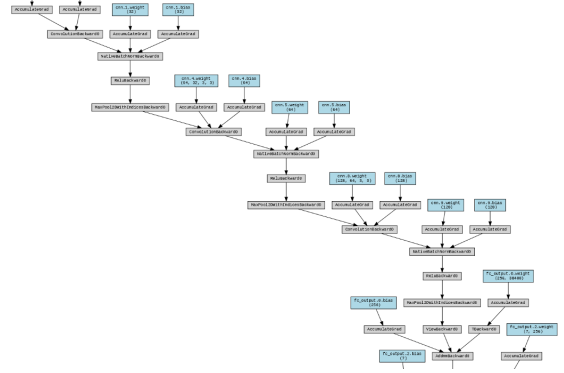 cnn.1.weight
(32)
cnn.1.bias
(32)
AccumulateGrad
AccumulateGrad
ConvolutionBackward0
AccumulateGrad
AccumulateGrad
NativeBatchNormBackward0
ReluBackward0
cnn.4.weight
(64, 32, 3, 3)
cnn.4.bias
(64)
MaxPool2DWithIndicesBackward0
AccumulateGrad
AccumulateGrad
cnn.5.weight
(64)
cnn.5.bias
(64)
ConvolutionBackward0
AccumulateGrad
AccumulateGrad
NativeBatchNormBackward0
ReluBackward0
cnn.8.weight
(128, 64, 3, 3)
cnn.8.bias
(128)
MaxPool2DWithIndicesBackward0
AccumulateGrad
AccumulateGrad
cnn.9.weight
(128)
cnn.9.bias
(128)
ConvolutionBackward0
AccumulateGrad
AccumulateGrad
NativeBatchNormBackward0
ReluBackward0
fc_output.0.weight
fc_output.0.bias
(256)
MaxPool2DWithIndicesBackward0
AccumulateGrad
AccumulateGrad
ViewBackward0
TBackward0
fc_output.2.weight
(7, 256)
fc_output.2.bias
(7)
AddmmBackward0
AccumulateGrad